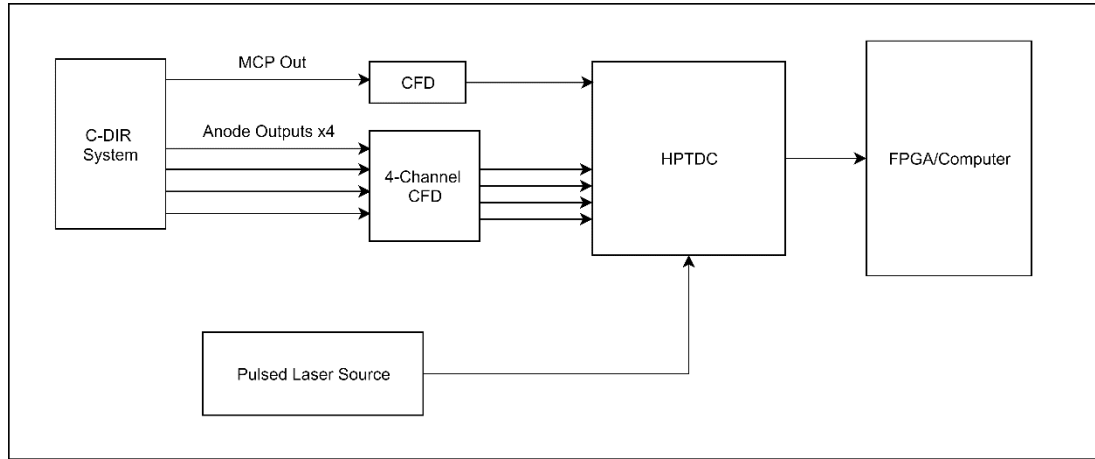 MCP Out
CFD
C-DIR
System
Anode Outputs x4
4-Channel
CFD
HPTDC
FPGA/Computer
Pulsed Laser Source